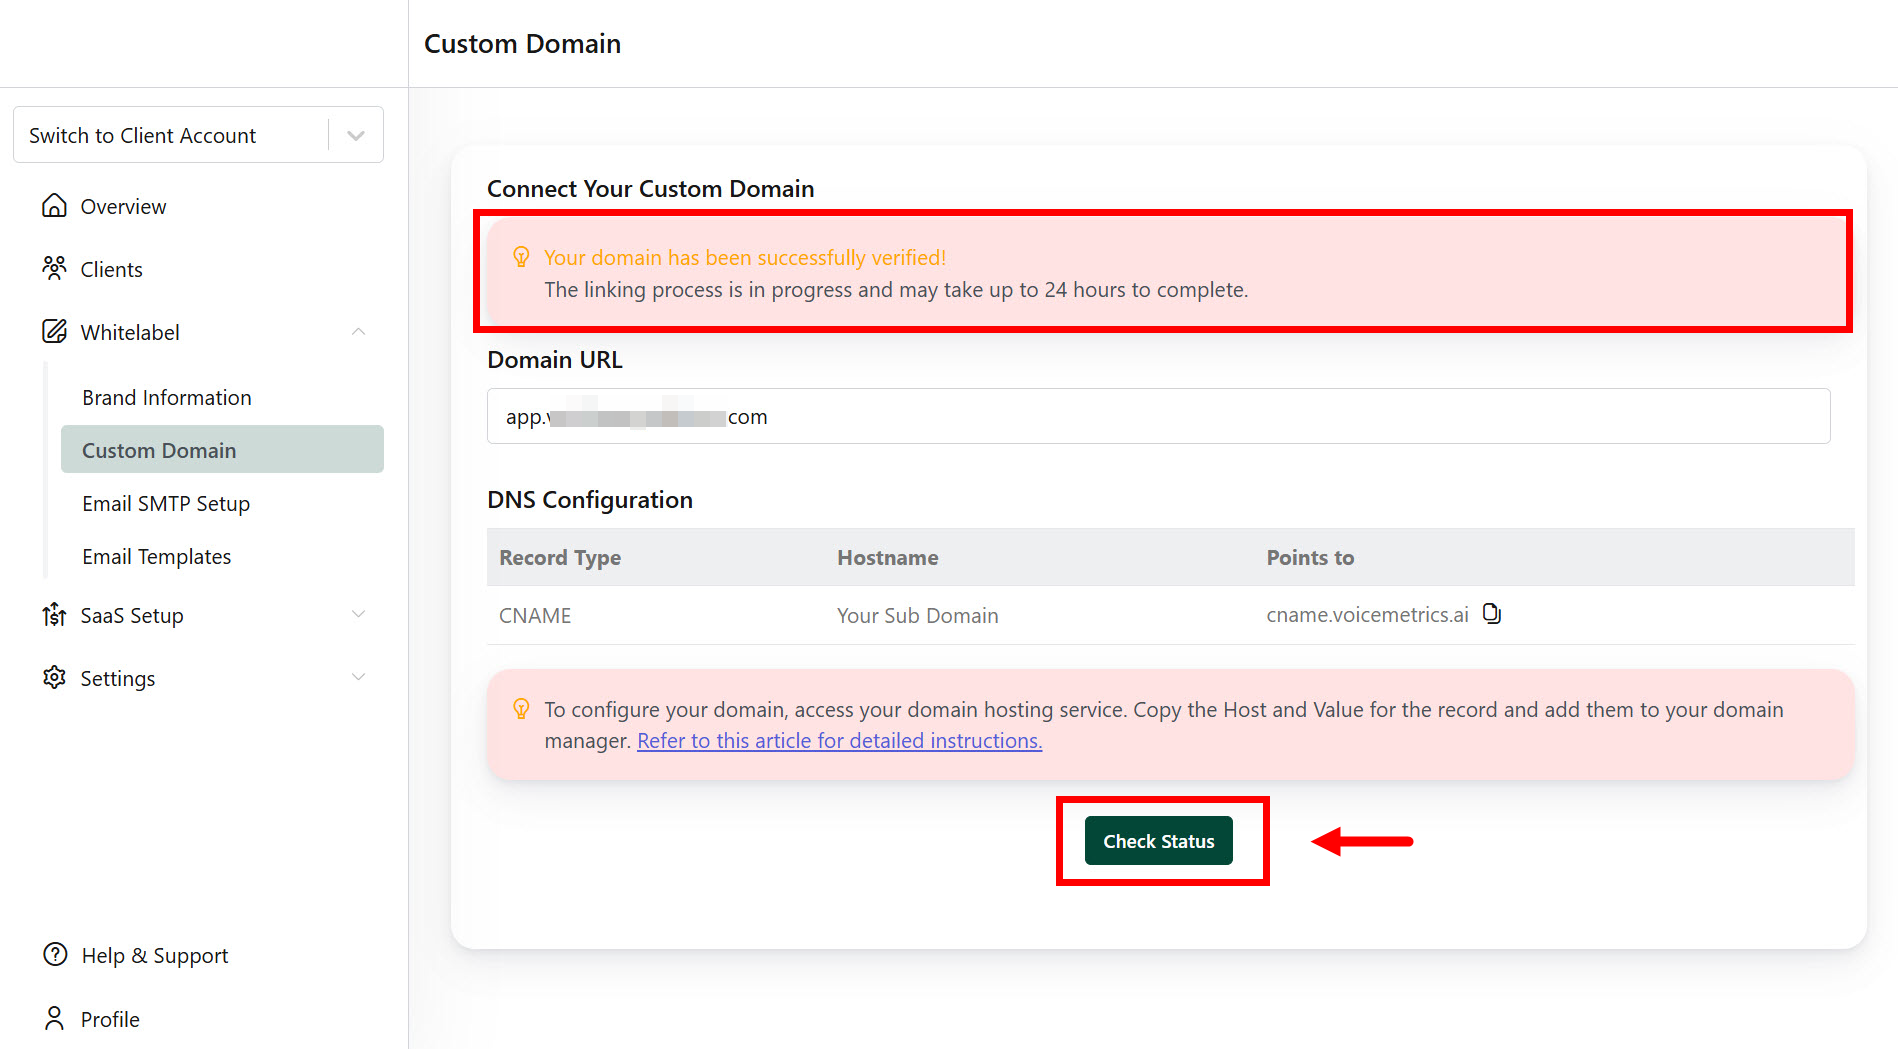 Custom Domain
Switch to Client Account
Overview
Clients
Whitelabel
Brand Information
Custom Domain
Email SMTP Setup
Email Templates
SaaS Setup
Settings
Help & Support
Profile
Connect Your Custom Domain
Your domain has been successfully verified!
The linking process is in progress and may take up to 24 hours to complete.
Domain URL
app. com
DNS Configuration
Record Type Hostname Points to
CNAME Your Sub Domain cname.voicemetrics.ai
To configure your domain, access your domain hosting service. Copy the Host and Value for the record and add them to your domain
manager. Refer to this article for detailed instructions.
Check Status